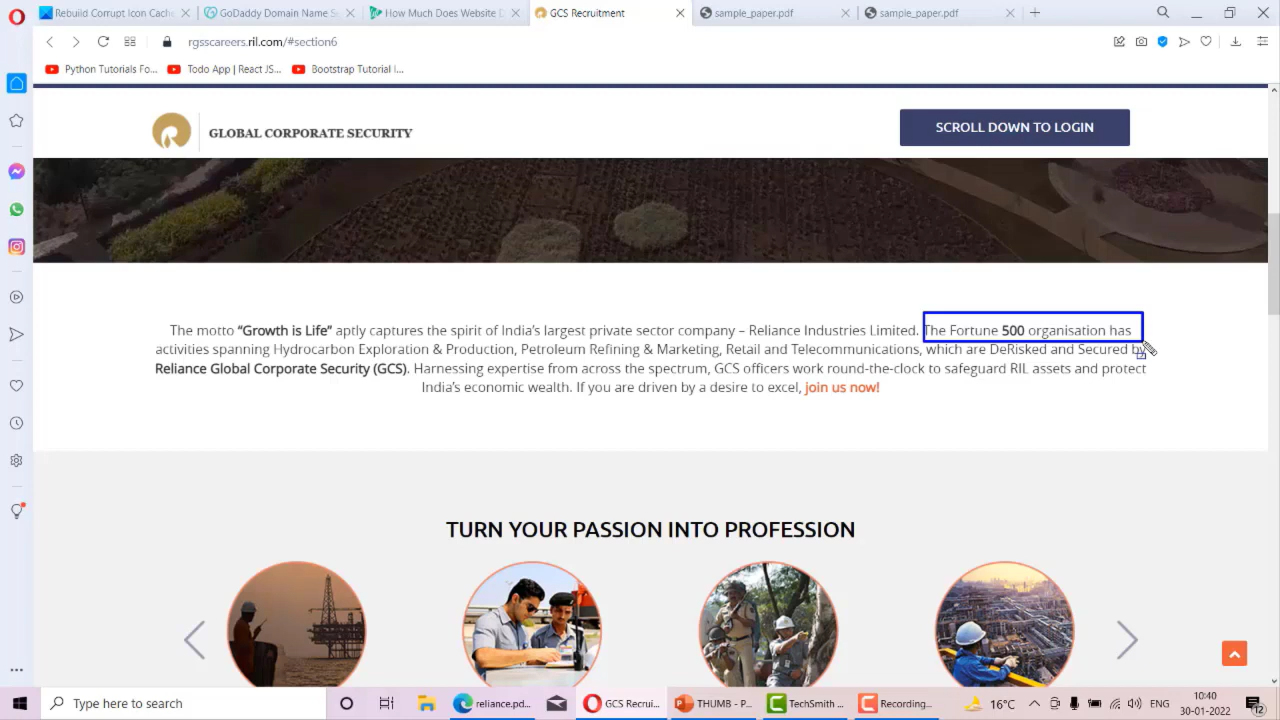 Rebuild Corrupt Icon Cach
GoDaddy Domain Name S
How Much Does Website D
GCS Recruitment
sample_paper.pdf
sample_paper.pdf
rgsscareers.ril.com/#section6
Python Tutorials Fo...
Todo App | React JS...
Bootstrap Tutorial i...
GLOBAL CORPORATE SECURITY
SCROLL DOWN TO LOGIN
The motto “Growth is Life” aptly captures the spirit of India’s largest private sector company – Reliance Industries Limited. The Fortune 500 organisation has
activities spanning Hydrocarbon Exploration & Production, Petroleum Refining & Marketing, Retail and Telecommunications, which are DeRisked and Secured by
Reliance Global Corporate Security (GCS). Harnessing expertise from across the spectrum, GCS officers work round-the-clock to safeguard RIL assets and protect
India’s economic wealth. If you are driven by a desire to excel, join us now!
TURN YOUR PASSION INTO PROFESSION
Type here to search
reliance.pd...
GCS Recrui...
THUMB - P...
TechSmith ...
Recording...
16°C
ENG
10:40
30-01-2022
12